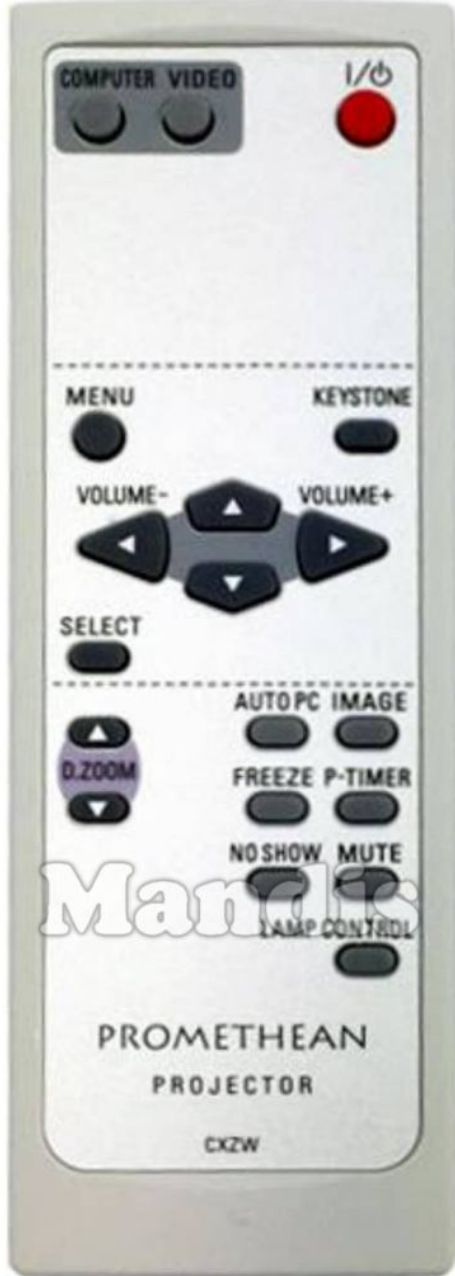 COMPUTER VIDEO I/⏻
MENU KEYSTONE
VOLUME- VOLUME+
SELECT
AUTO PC IMAGE
D.ZOOM
FREEZE P-TIMER
NO SHOW MUTE
Mandis
LAMP CONTROL
PROMETHEAN
PROJECTOR
CXZW